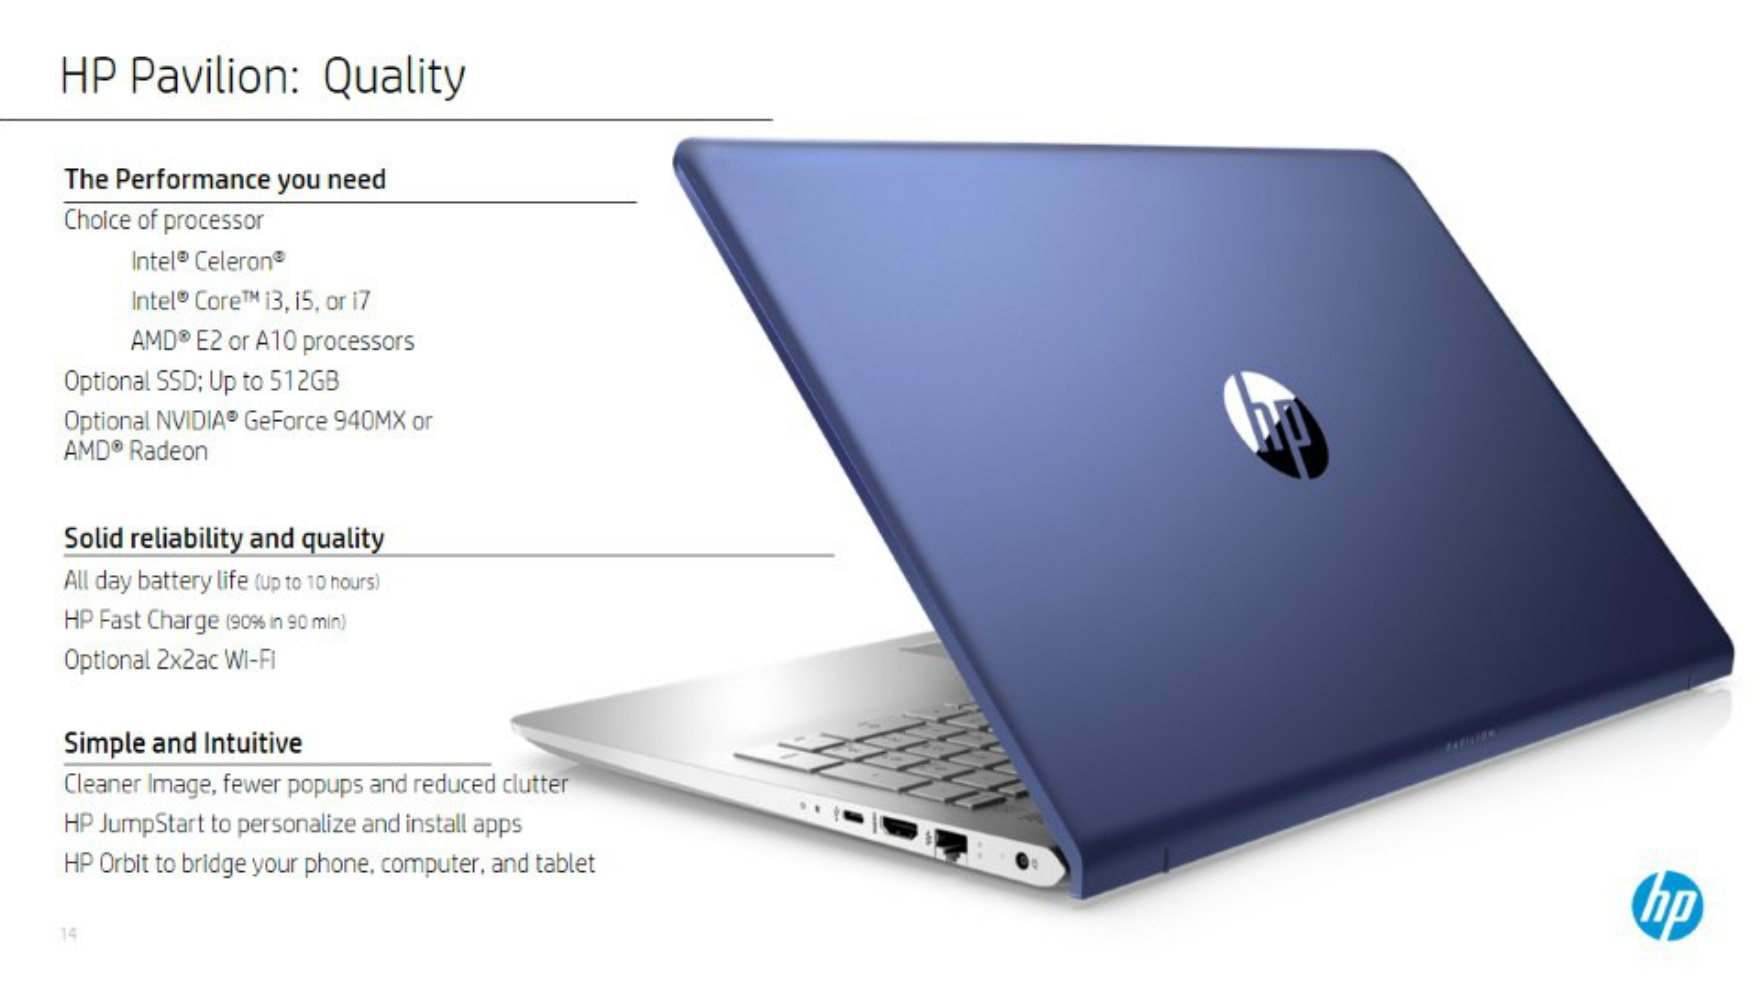 HP Pavilion: Quality
The Performance you need
Choice of processor
Intel® Celeron®
Intel® Core™ i3, i5, or i7
AMD® E2 or A10 processors
Optional SSD; Up to 512GB
Optional NVIDIA® GeForce 940MX or
AMD® Radeon
Solid reliability and quality
All day battery life (Up to 10 hours)
HP Fast Charge (90% in 90 min)
Optional 2x2ac Wi-Fi
Simple and Intuitive
Cleaner Image, fewer popups and reduced clutter
HP JumpStart to personalize and install apps
HP Orbit to bridge your phone, computer, and tablet
14
hp
PAVILION
hp